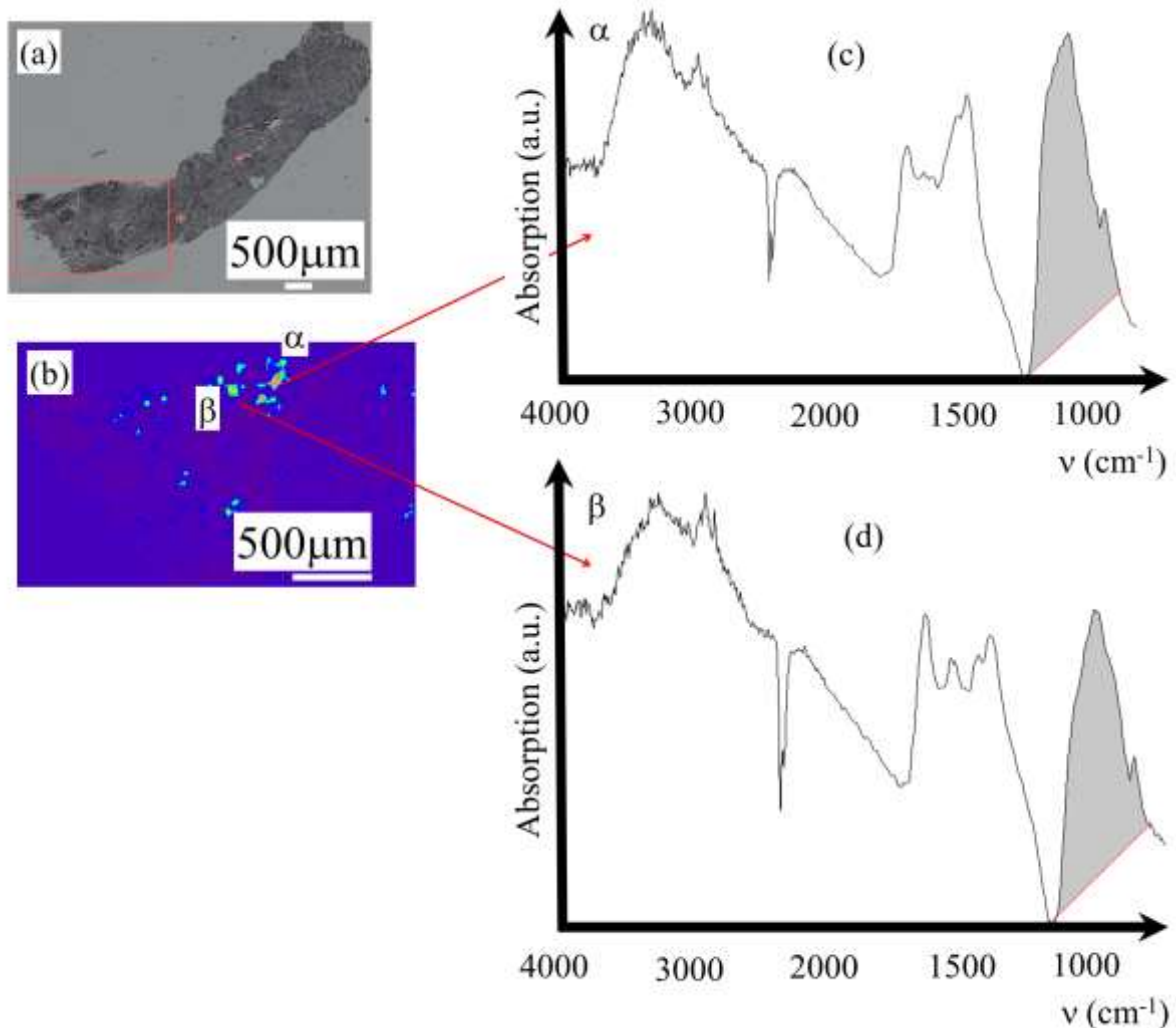 (a)
500μm
(b)
α
β
500μm
α
(c)
Absorption (a.u.)
4000 3000 2000 1500 1000
ν (cm-1)
β
(d)
Absorption (a.u.)
4000 3000 2000 1500 1000
ν (cm-1)